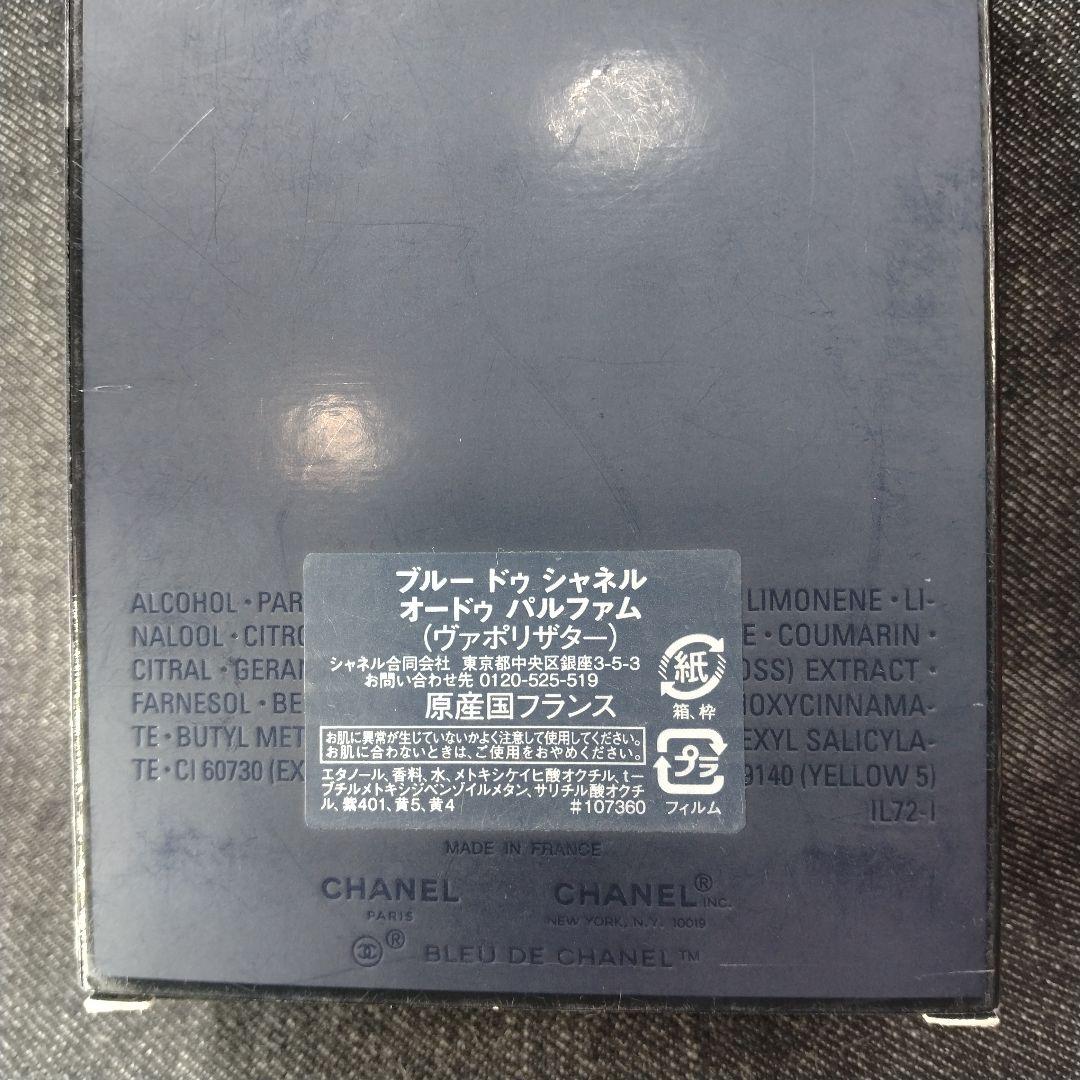 ブルー ドゥ シャネル
オードゥ パルファム
(ヴァポリザター)
シャネル合同会社 東京都中央区銀座3-5-3
お問い合わせ先 0120-525-519
原産国フランス
お肌に異常が生じていないかよく注意して使用してください。
お肌に合わないときは、ご使用をおやめください。
エタノール、香料、水、メトキシケイヒ酸オクチル、t-
ブチルメトキシジベンゾイルメタン、サリチル酸オクチ
ル、紫401、黄5、黄4 #107360
紙
箱、枠
プラ
フィルム
ALCOHOL • PAR LIMONENE • LI-
NALOOL • CITRO E • COUMARIN •
CITRAL • GERAN OSS) EXTRACT •
FARNESOL • BE HOXYCINNAMA-
TE • BUTYL MET EXYL SALICYLA-
TE • CI 60730 (EX 9140 (YELLOW 5)
IL72-I
MADE IN FRANCE
CHANEL CHANEL® INC.
PARIS NEW YORK, N.Y. 10019
® BLEU DE CHANEL™